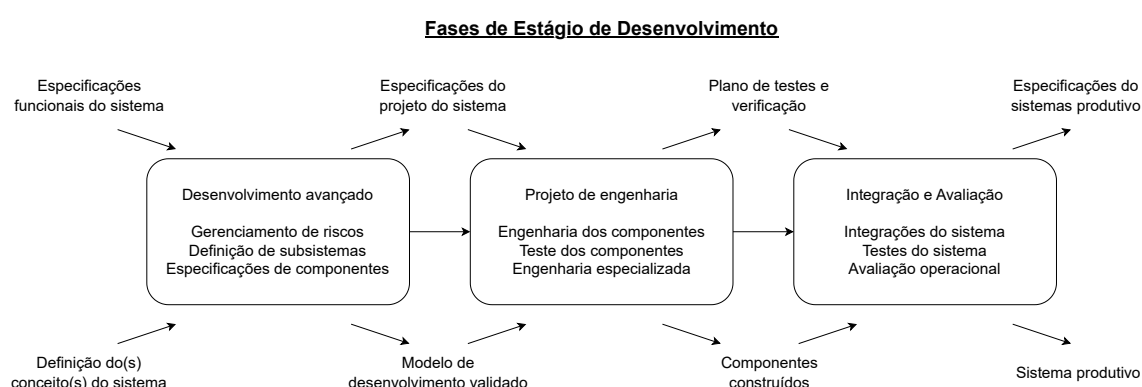 Fases de Estágio de Desenvolvimento
Especificações
funcionais do sistema
Especificações do
projeto do sistema
Plano de testes e
verificação
Especificações do
sistemas produtivo
Desenvolvimento avançado
Gerenciamento de riscos
Definição de subsistemas
Especificações de componentes
Projeto de engenharia
Engenharia dos componentes
Teste dos componentes
Engenharia especializada
Integração e Avaliação
Integrações do sistema
Testes do sistema
Avaliação operacional
Definição do(s)
conceito(s) do sistema
Modelo de
desenvolvimento validado
Componentes
construídos
Sistema produtivo